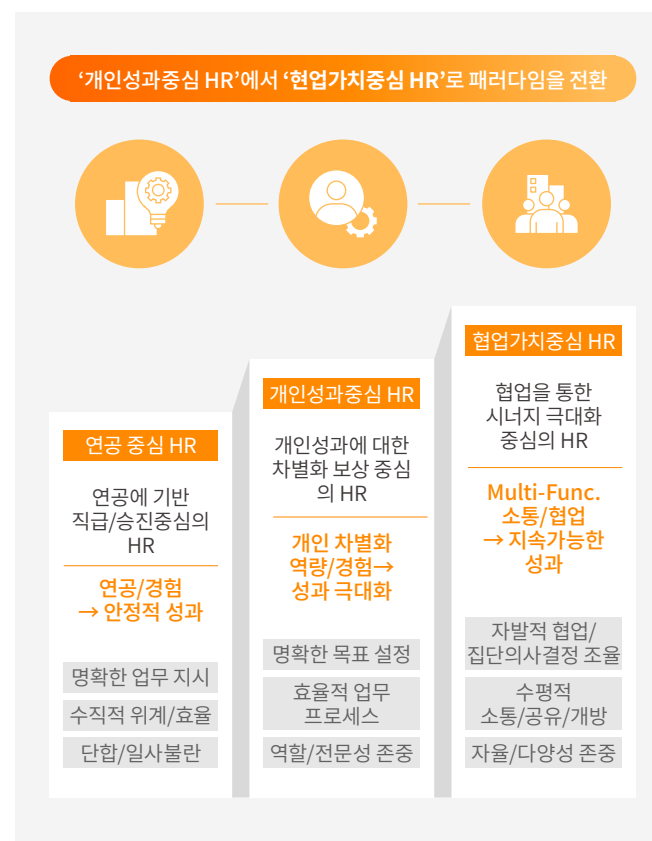 ‘개인성과중심 HR’에서 ‘현업가치중심 HR’로 패러다임을 전환
연공 중심 HR
연공에 기반
직급/승진중심의
HR
연공/경험
→ 안정적 성과
명확한 업무 지시
수직적 위계/효율
단합/일사불란
개인성과중심 HR
개인성과에 대한
차별화 보상 중심
의 HR
개인 차별화
역량/경험→
성과 극대화
명확한 목표 설정
효율적 업무
프로세스
역할/전문성 존중
협업가치중심 HR
협업을 통한
시너지 극대화
중심의 HR
Multi-Func.
소통/협업
→ 지속가능한
성과
자발적 협업/
집단의사결정 조율
수평적
소통/공유/개방
자율/다양성 존중